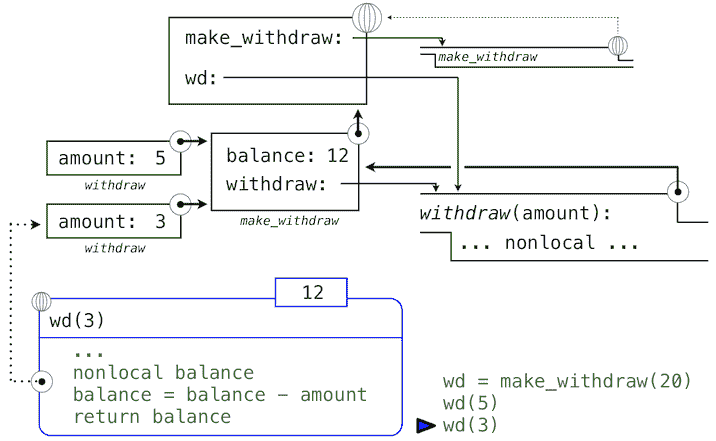 make_withdraw:
make_withdraw
wd:
amount: 5
withdraw
balance: 12
withdraw:
make_withdraw
amount: 3
withdraw
withdraw(amount):
... nonlocal ...
12
wd(3)
...
nonlocal balance
balance = balance - amount
return balance
wd = make_withdraw(20)
wd(5)
wd(3)